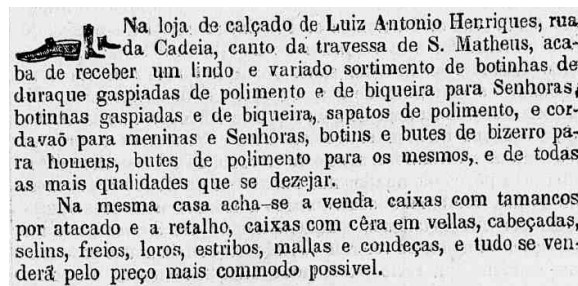 Na loja de calçado de Luiz Antonio Henriques, rua
da Cadeia, canto da travessa de S. Matheus, aca-
ba de receber um lindo e variado sortimento de botinhas de
duraque gaspiadas de polimento e de biqueira para Senhoras,
botinhas gaspiadas e de biqueira, sapatos de polimento, e cor-
davaõ para meninas e Senhoras, botins e butes de bizerro pa-
ra homens, butes de polimento para os mesmos, e de todas
as mais qualidades que se dezejar.
Na mesma casa acha-se a venda caixas com tamancos
por atacado e a retalho, caixas com cêra em vellas, cabeçadas,
selins, freios, loros, estribos, mallas e condeças, e tudo se ven-
derá pelo preço mais commodo possivel.